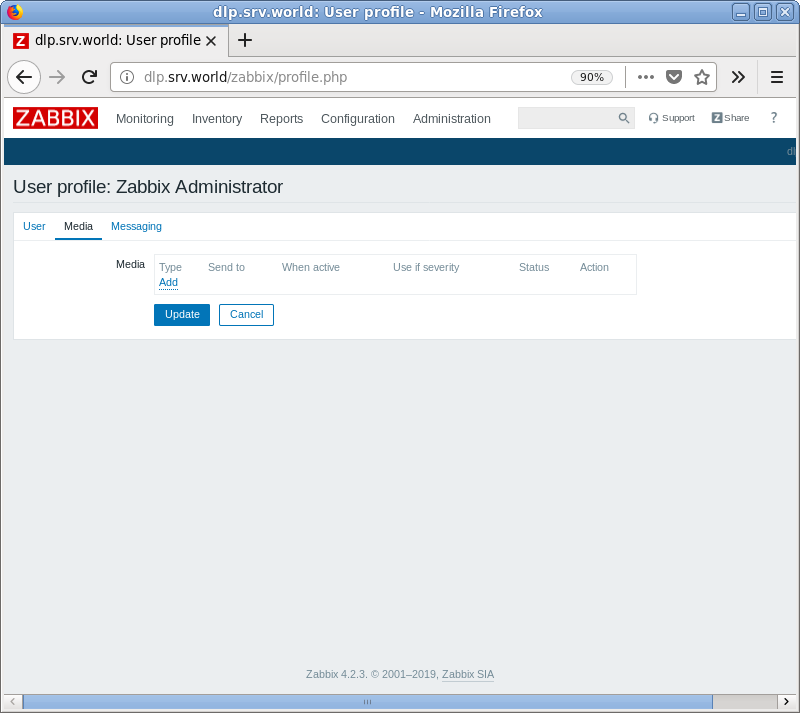 dlp.srv.world: User profile - Mozilla Firefox
Z dlp.srv.world: User profile
dlp.srv.world/zabbix/profile.php 90%
ZABBIX Monitoring Inventory Reports Configuration Administration Support Z Share ?
dl
User profile: Zabbix Administrator
User Media Messaging
Media Type Send to When active Use if severity Status Action
Add
Update Cancel
Zabbix 4.2.3. © 2001–2019, Zabbix SIA